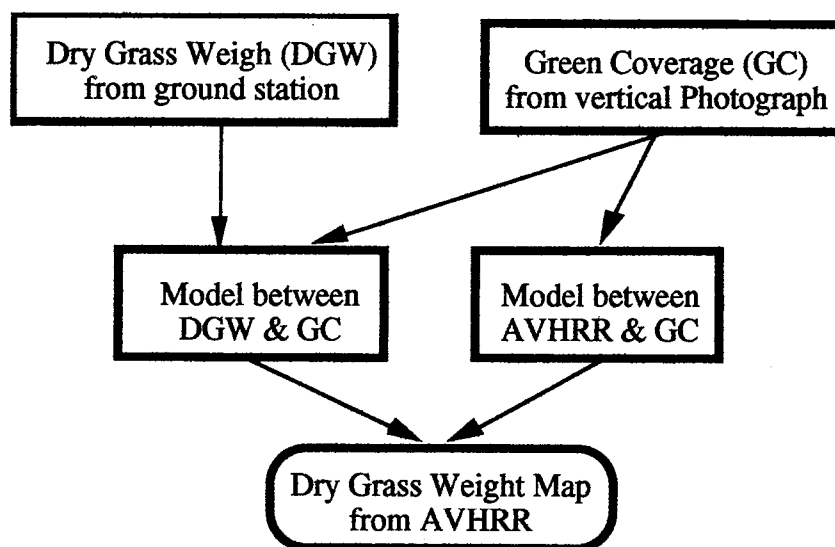 Dry Grass Weigh (DGW)
from ground station
Green Coverage (GC)
from vertical Photograph
Model between
DGW & GC
Model between
AVHRR & GC
Dry Grass Weight Map
from AVHRR